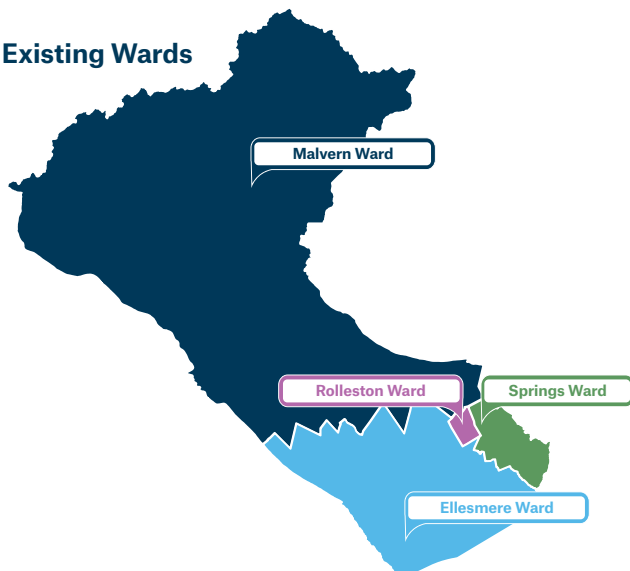 Existing Wards
Malvern Ward
Rolleston Ward
Springs Ward
Ellesmere Ward